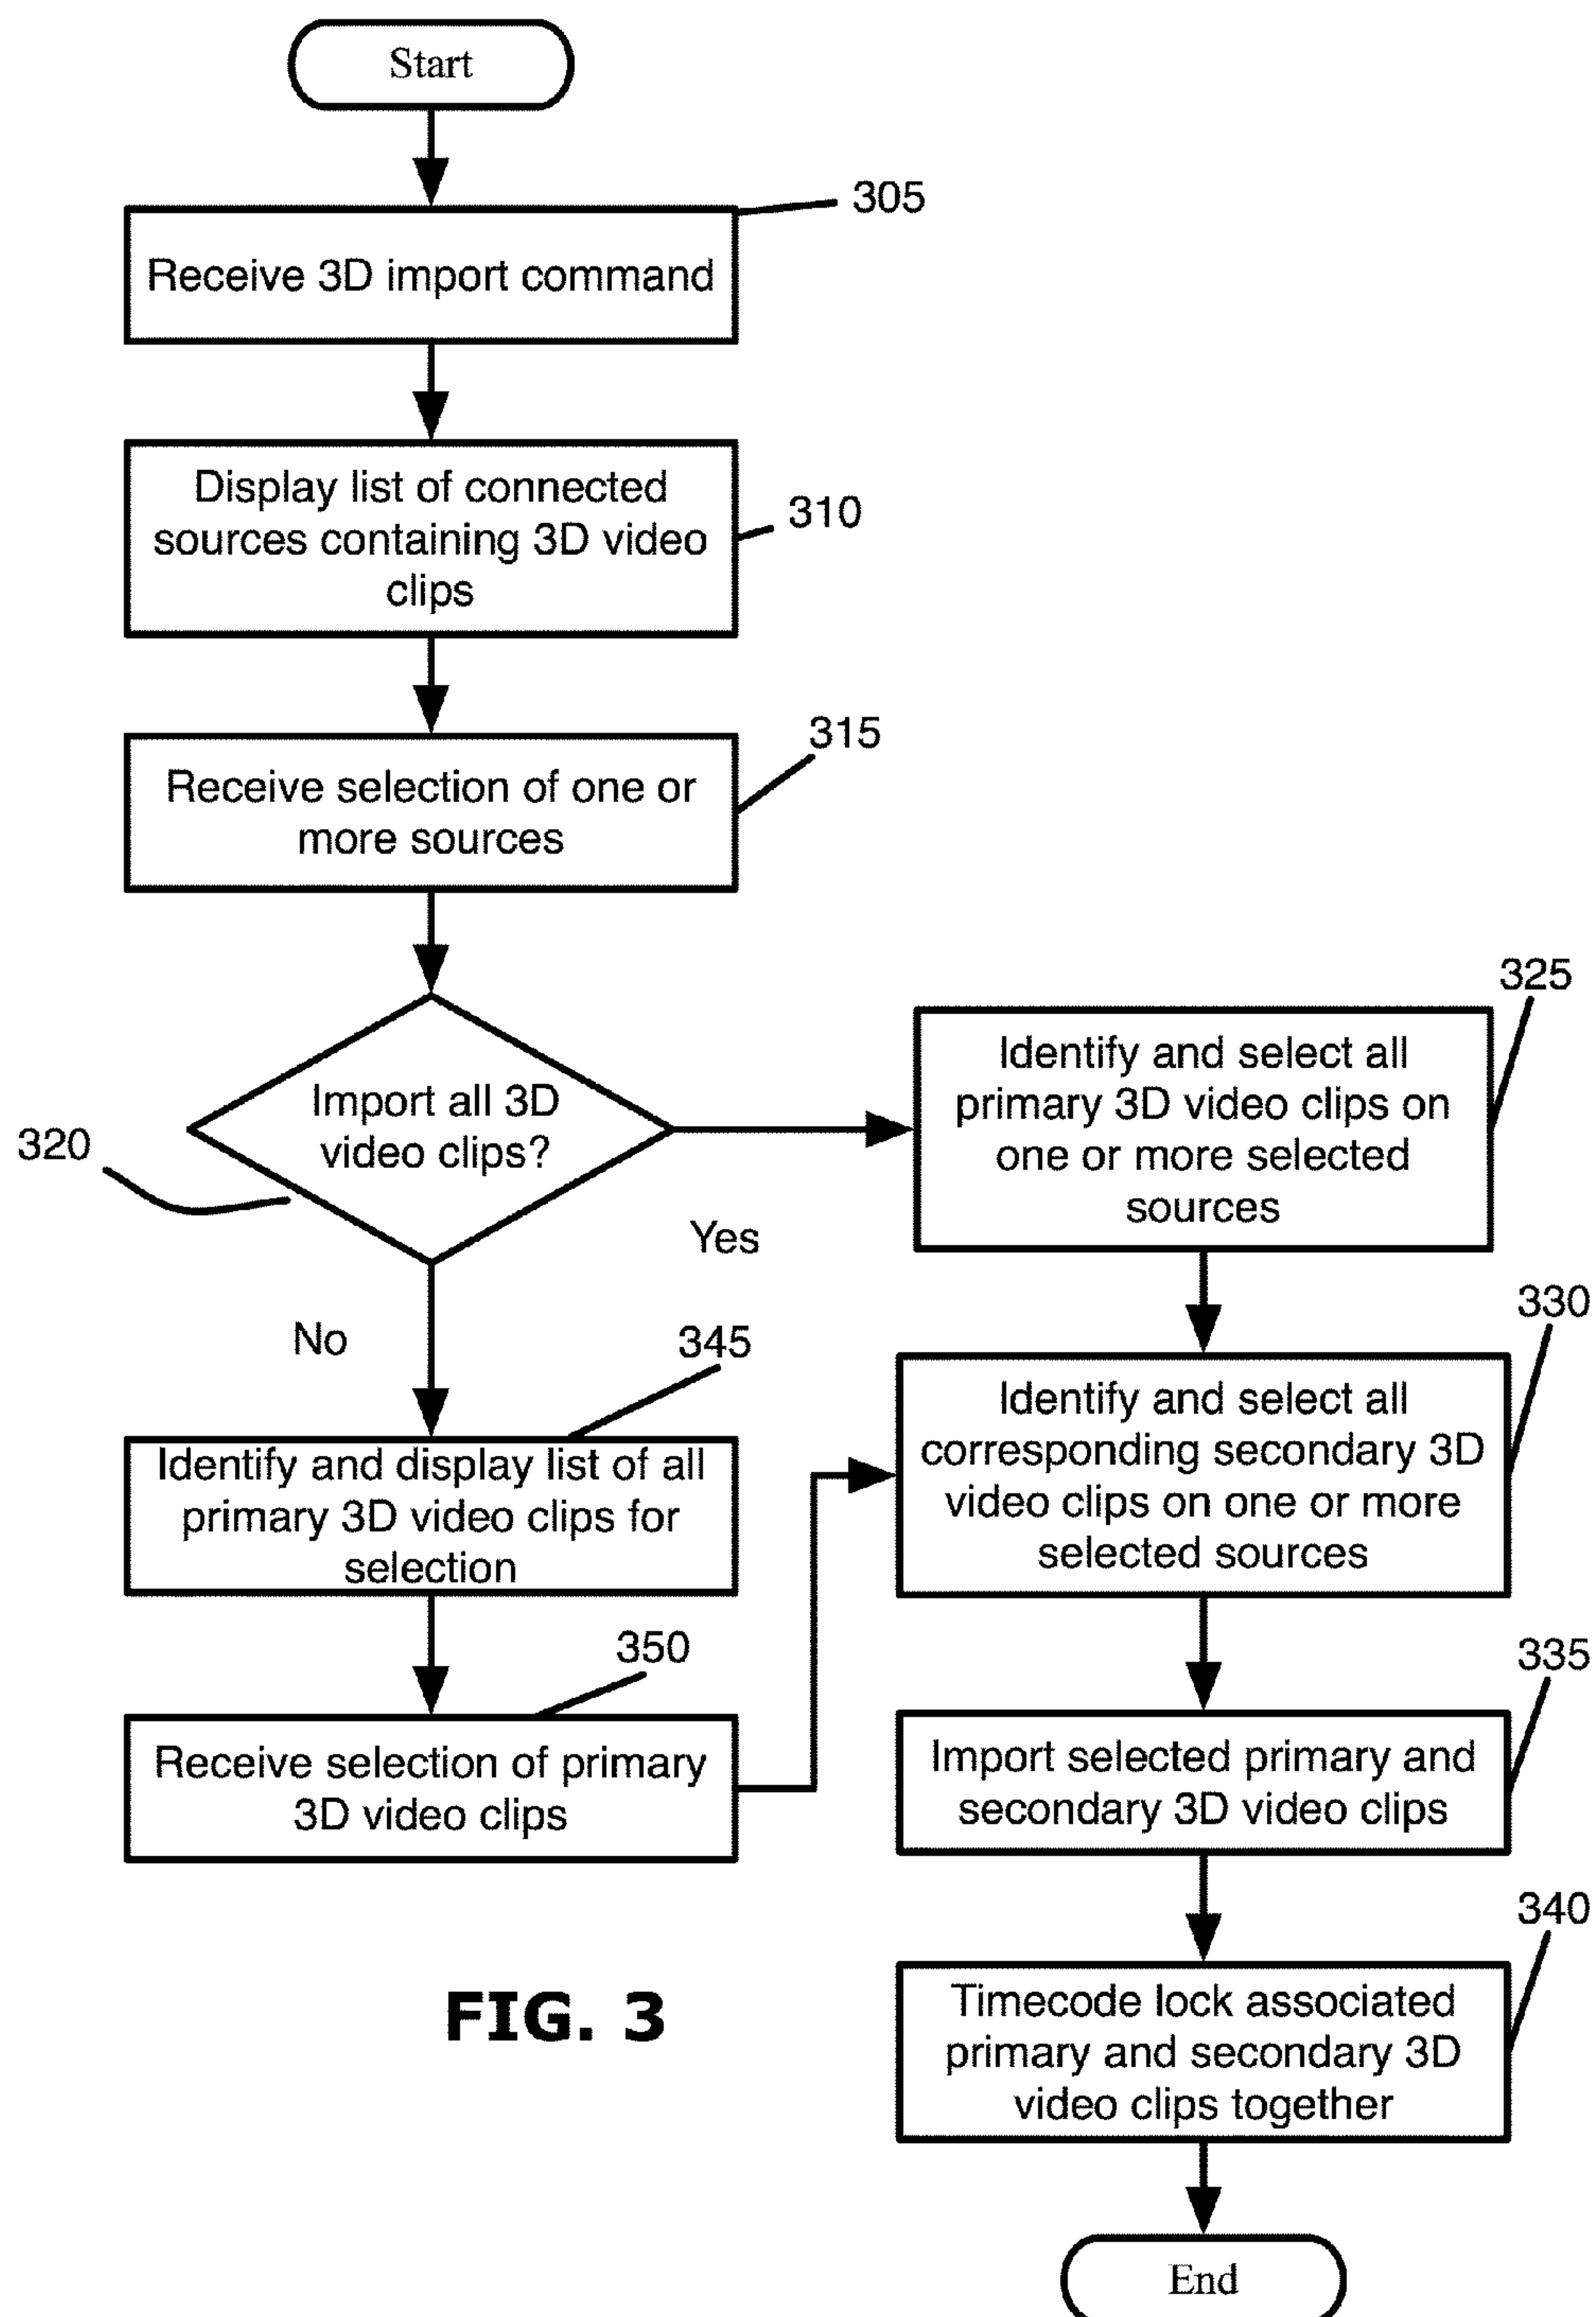 Start
305
Receive 3D import command
Display list of connected
sources containing 3D video
clips
310
315
Receive selection of one or
more sources
Import all 3D
video clips?
320
Yes
No
325
Identify and select all
primary 3D video clips on
one or more selected
sources
330
Identify and select all
corresponding secondary 3D
video clips on one or more
selected sources
345
Identify and display list of all
primary 3D video clips for
selection
350
Receive selection of primary
3D video clips
335
Import selected primary and
secondary 3D video clips
340
Timecode lock associated
primary and secondary 3D
video clips together
FIG. 3
End